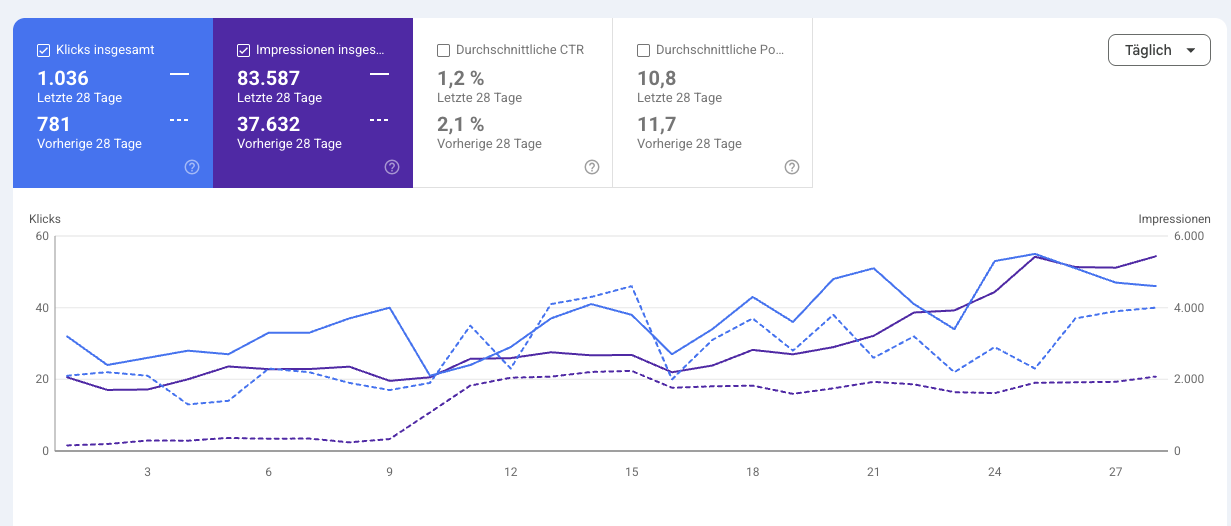 Klicks insgesamt
1.036
Letzte 28 Tage
781
Vorherige 28 Tage
Impressionen insges...
83.587
Letzte 28 Tage
37.632
Vorherige 28 Tage
Durchschnittliche CTR
1,2 %
Letzte 28 Tage
2,1 %
Vorherige 28 Tage
Durchschnittliche Po...
10,8
Letzte 28 Tage
11,7
Vorherige 28 Tage
Täglich
Klicks
Impressionen
60
6.000
40
4.000
20
2.000
0
0
3 6 9 12 15 18 21 24 27